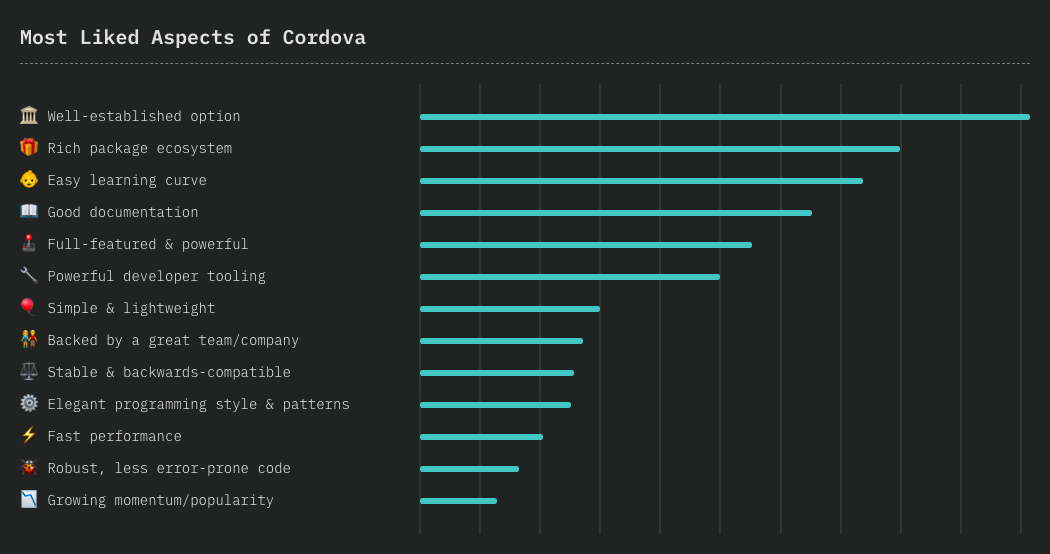 Most Liked Aspects of Cordova
Well-established option
Rich package ecosystem
Easy learning curve
Good documentation
Full-featured & powerful
Powerful developer tooling
Simple & lightweight
Backed by a great team/company
Stable & backwards-compatible
Elegant programming style & patterns
Fast performance
Robust, less error-prone code
Growing momentum/popularity